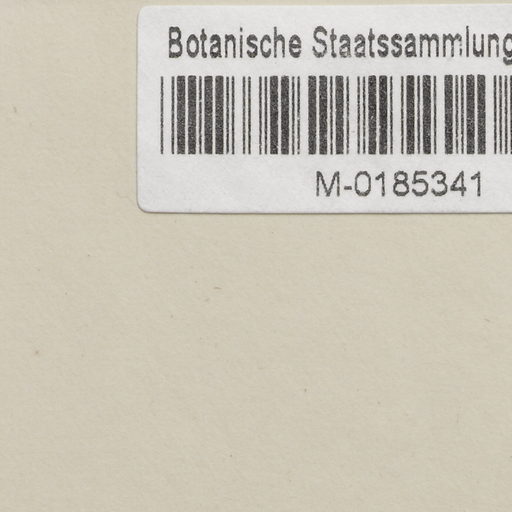 Botanische Staatssammlung
M-0185341